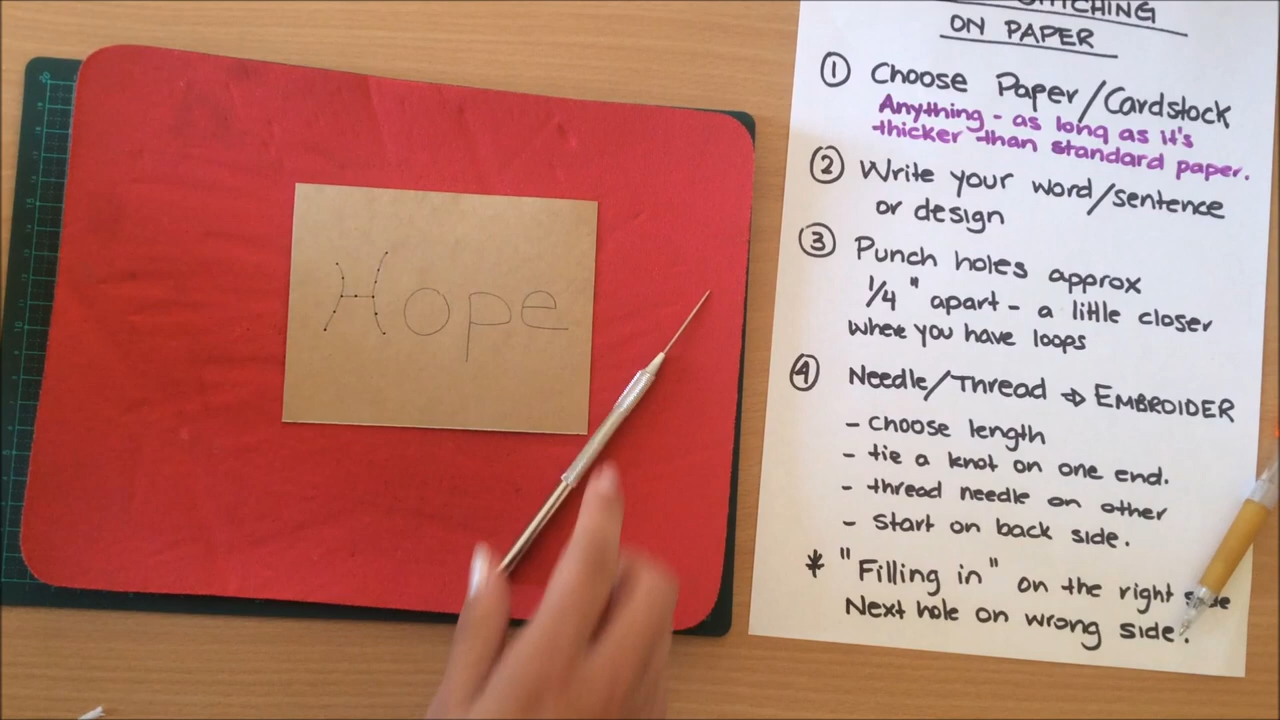 Hope
ON PAPER
① Choose Paper/Cardstock
Anything - as long as it's
thicker than standard paper.
② Write your word/sentence
or design
③ Punch holes approx
1/4" apart - a little closer
where you have loops
④ Needle/Thread ⇒ EMBROIDER
- choose length
- tie a knot on one end.
- thread needle on other
- start on back side.
* "Filling in" on the right side
Next hole on wrong side.